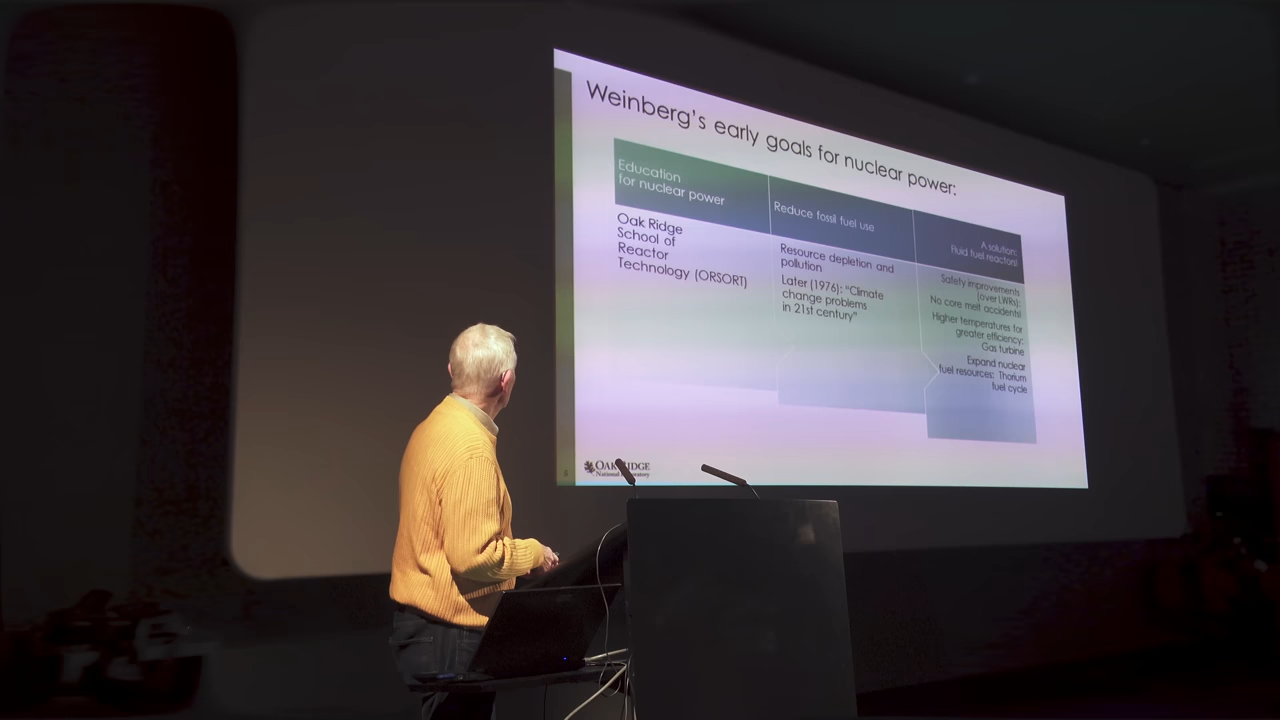 Weinberg's early goals for nuclear power:
Education
for nuclear power
Oak Ridge
School of
Reactor
Technology (ORSORT)
Reduce fossil fuel use
Resource depletion and
pollution
Later (1976): "Climate
change problems
in 21st century"
A solution:
Fluid fuel reactors!
Safety improvements
(over LWRs):
No core melt accidents!
Higher temperatures for
greater efficiency:
Gas turbine
Expand nuclear
fuel resources: Thorium
fuel cycle
OAK RIDGE
National Laboratory